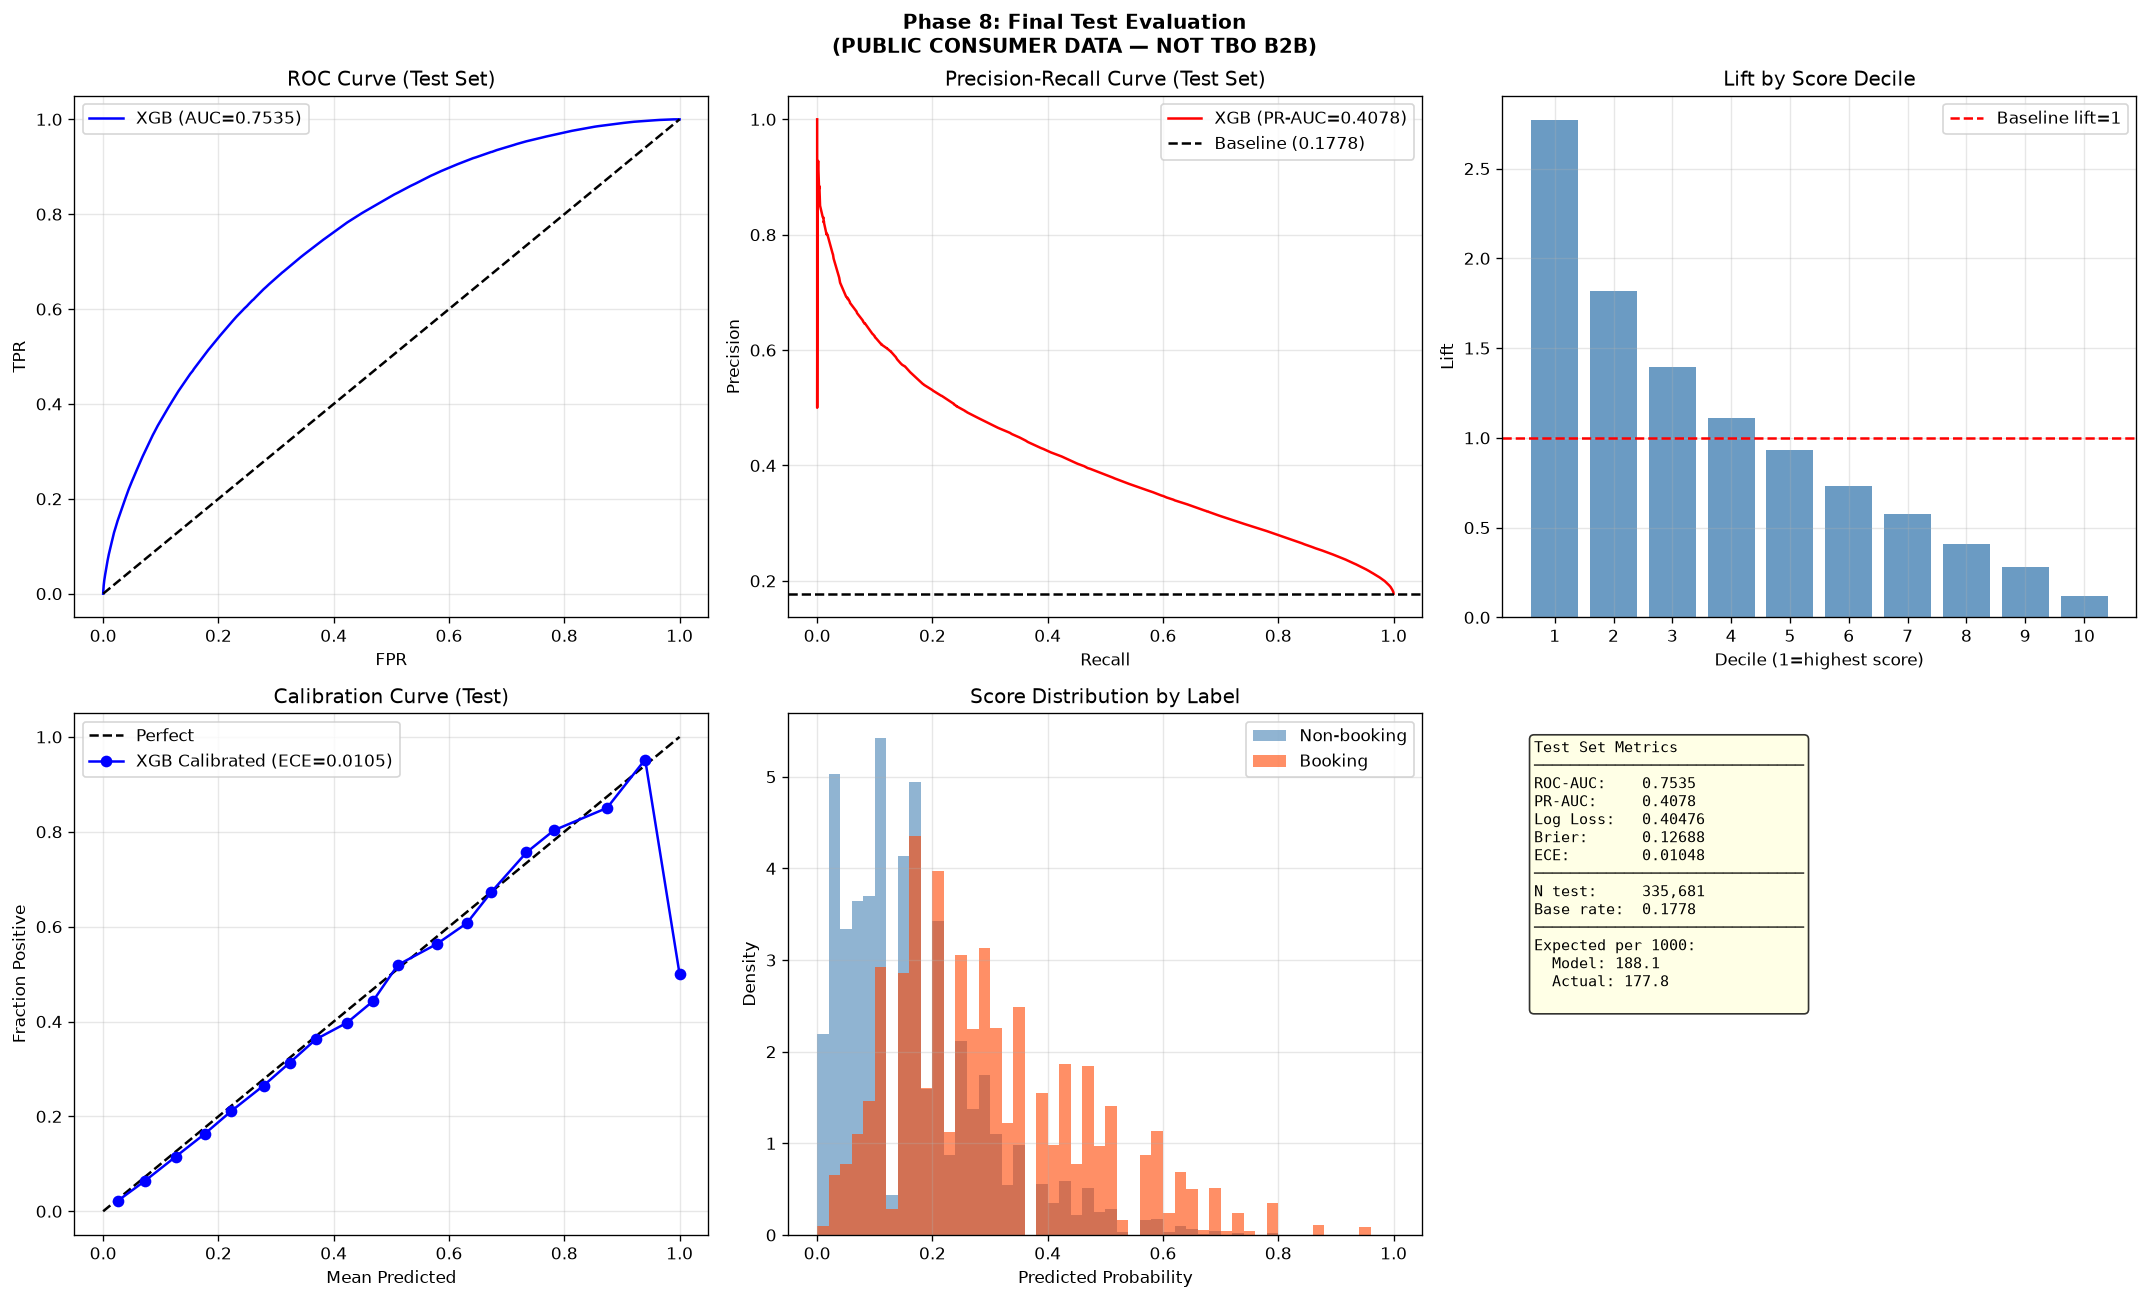 Phase 8: Final Test Evaluation
(PUBLIC CONSUMER DATA — NOT TBO B2B)
ROC Curve (Test Set)
XGB (AUC=0.7535)
1.0
0.8
0.6
0.4
0.2
0.0
TPR
0.0 0.2 0.4 0.6 0.8 1.0
FPR
Precision-Recall Curve (Test Set)
XGB (PR-AUC=0.4078)
Baseline (0.1778)
1.0
0.8
0.6
0.4
0.2
Precision
0.0 0.2 0.4 0.6 0.8 1.0
Recall
Lift by Score Decile
Baseline lift=1
2.5
2.0
1.5
1.0
0.5
0.0
Lift
1 2 3 4 5 6 7 8 9 10
Decile (1=highest score)
Calibration Curve (Test)
Perfect
XGB Calibrated (ECE=0.0105)
1.0
0.8
0.6
0.4
0.2
0.0
Fraction Positive
0.0 0.2 0.4 0.6 0.8 1.0
Mean Predicted
Score Distribution by Label
Non-booking
Booking
5
4
3
2
1
0
Density
0.0 0.2 0.4 0.6 0.8 1.0
Predicted Probability
Test Set Metrics
ROC-AUC: 0.7535
PR-AUC: 0.4078
Log Loss: 0.40476
Brier: 0.12688
ECE: 0.01048
N test: 335,681
Base rate: 0.1778
Expected per 1000:
Model: 188.1
Actual: 177.8